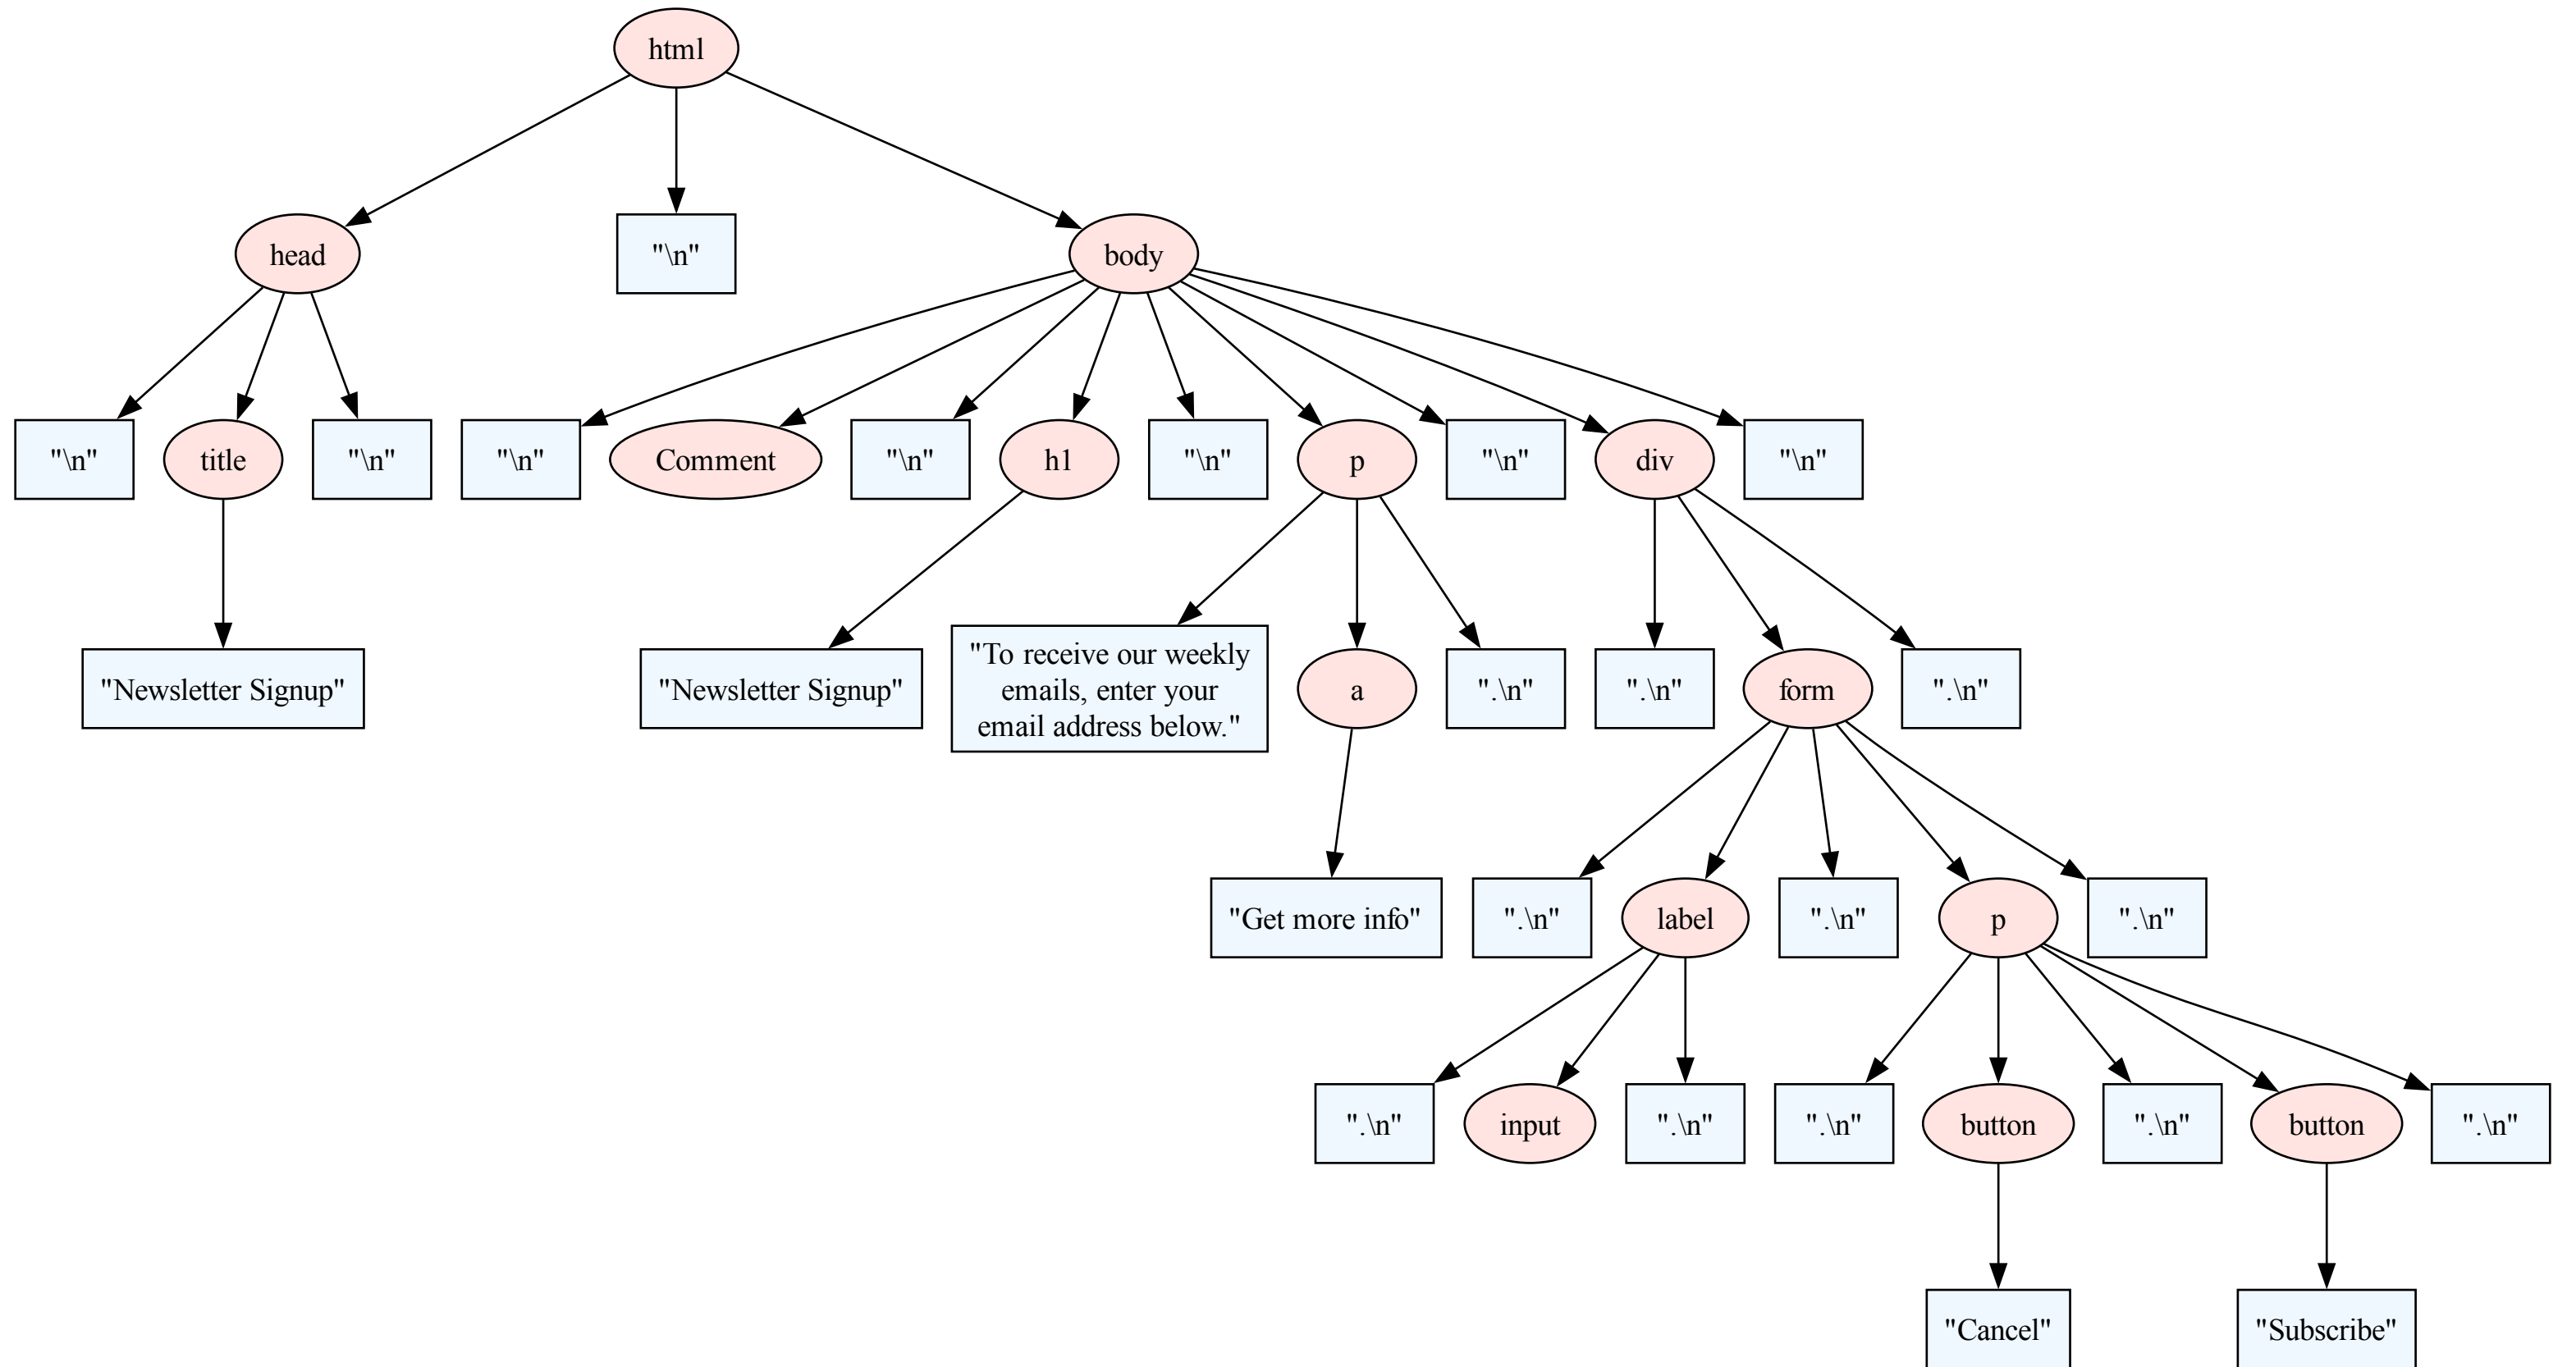 html
head
"\n"
body
"\n"
title
"\n"
"\n"
Comment
"\n"
h1
"\n"
p
"\n"
div
"\n"
"Newsletter Signup"
"Newsletter Signup"
"To receive our weekly
emails, enter your
email address below."
a
".\n"
".\n"
form
".\n"
"Get more info"
".\n"
label
".\n"
p
".\n"
".\n"
input
".\n"
".\n"
button
".\n"
button
".\n"
"Cancel"
"Subscribe"